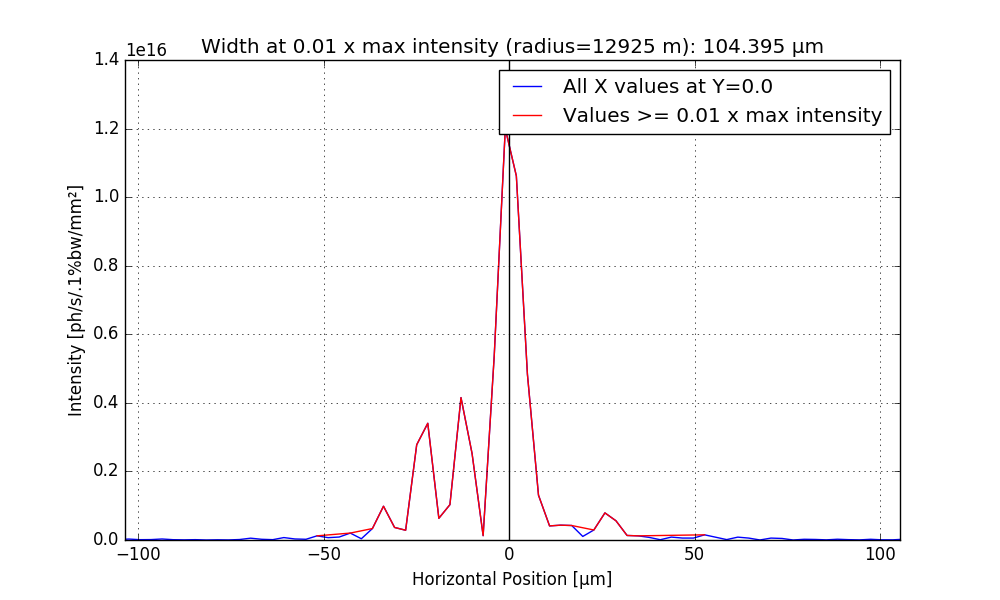 Width at 0.01 x max intensity (radius=12925 m): 104.395 μm
1e16
All X values at Y=0.0
Values >= 0.01 x max intensity
1.4
1.2
1.0
0.8
0.6
0.4
0.2
0.0
Intensity [ph/s/.1%bw/mm²]
−100
−50
0
50
100
Horizontal Position [μm]